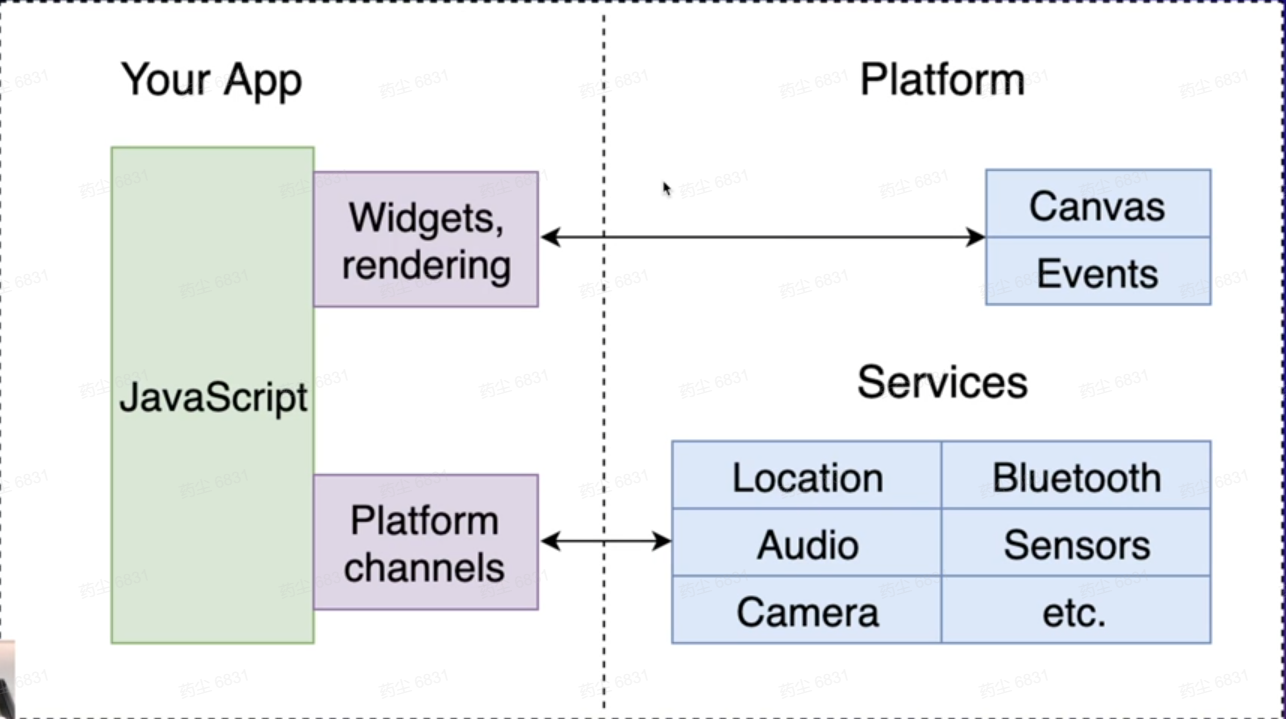 Your App
Platform
JavaScript
Widgets,
rendering
Canvas
Events
Services
Platform
channels
Location
Bluetooth
Audio
Sensors
Camera
etc.
药尘 6831